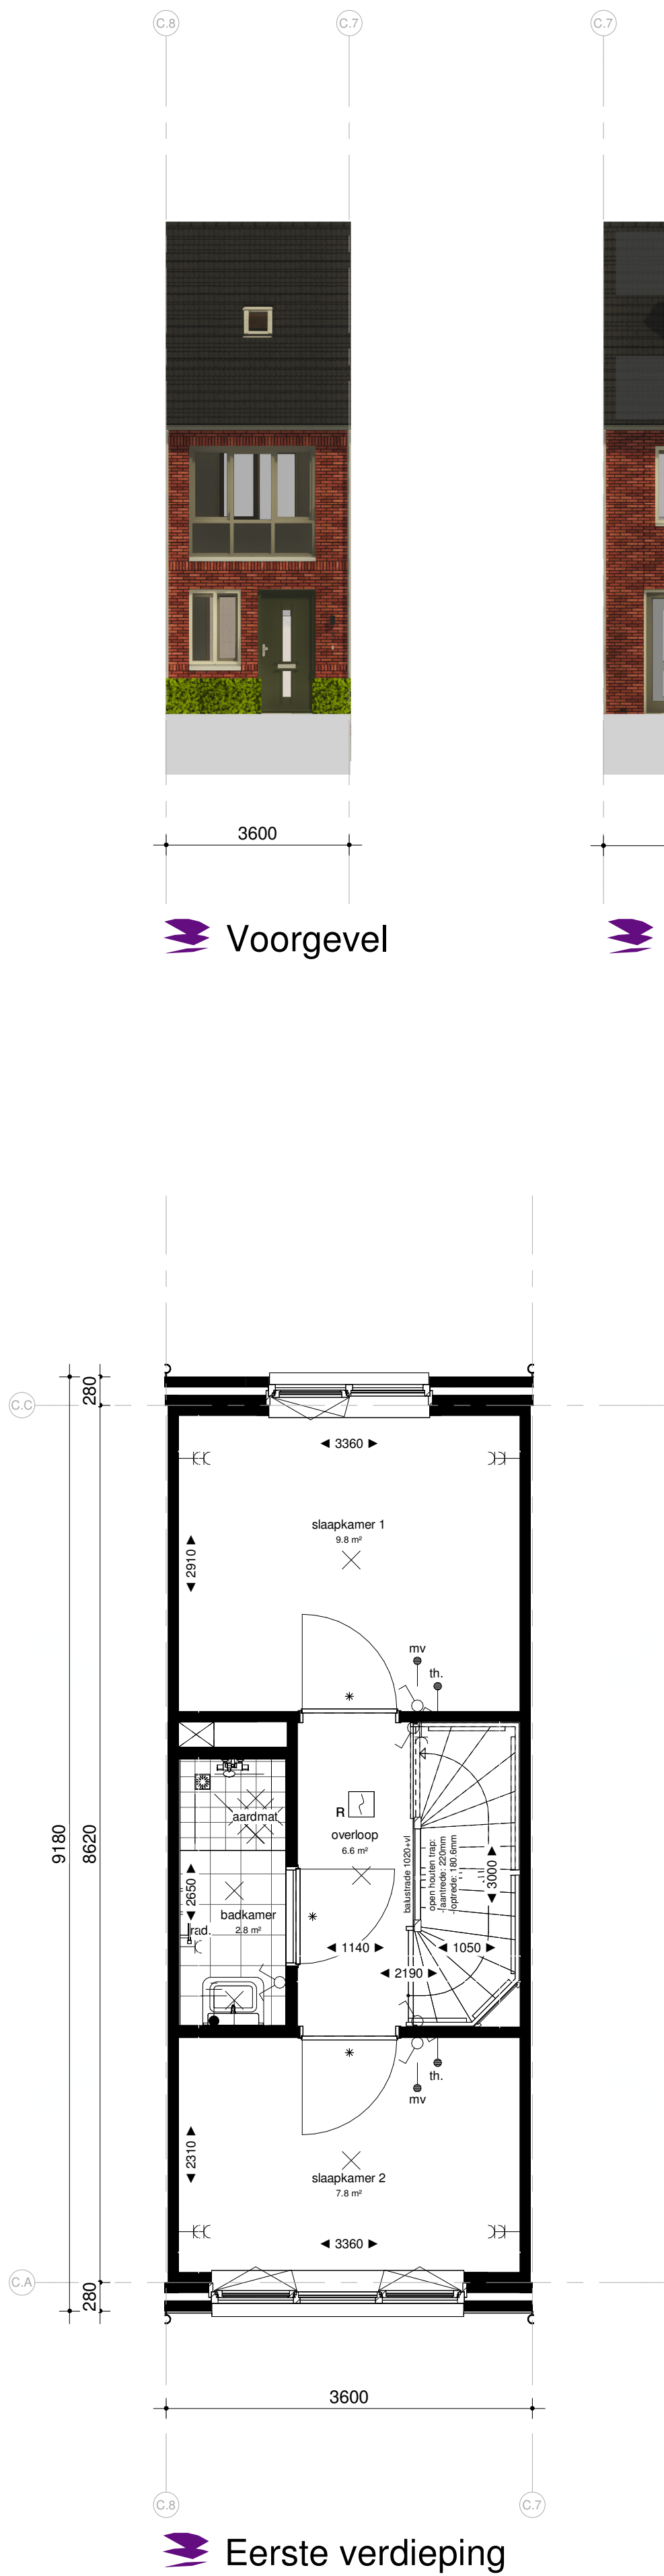 C.8
C.7
C.7
3600
Voorgevel
280
C.C
3360
slaapkamer 1
9.8 m²
2910
mv
th.
aardmat
R
overloop
6.6 m²
balustrade 1020+vl
open houten trap:
-aantrede: 220mm
-optrede: 180.6mm
3000
9180
8620
2650
badkamer
2.8 m²
rad.
1140
1050
2190
th.
mv
2310
slaapkamer 2
7.8 m²
3360
C.A
280
3600
C.8
C.7
Eerste verdieping